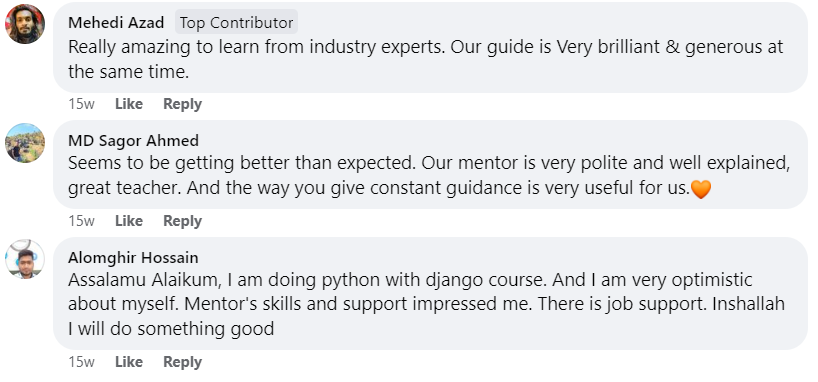 Mehedi Azad Top Contributor
Really amazing to learn from industry experts. Our guide is Very brilliant & generous at
the same time.
15w Like Reply
MD Sagor Ahmed
Seems to be getting better than expected. Our mentor is very polite and well explained,
great teacher. And the way you give constant guidance is very useful for us.🧡
15w Like Reply
Alomghir Hossain
Assalamu Alaikum, I am doing python with django course. And I am very optimistic
about myself. Mentor's skills and support impressed me. There is job support. Inshallah
I will do something good
15w Like Reply